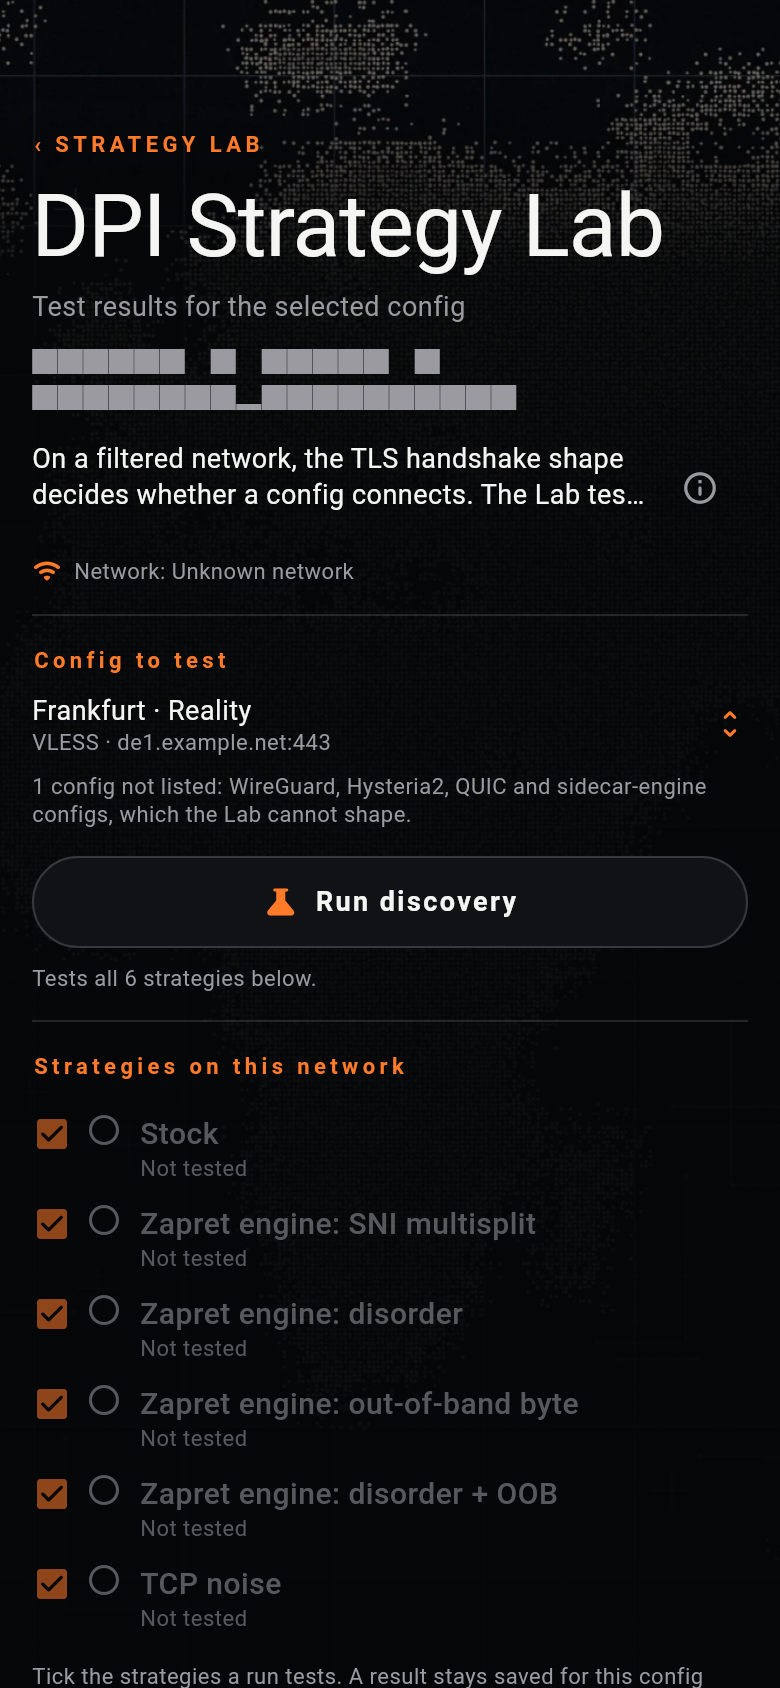 ‹ STRATEGY LAB
DPI Strategy Lab
Test results for the selected config
On a filtered network, the TLS handshake shape
decides whether a config connects. The Lab tes…
Network: Unknown network
Config to test
Frankfurt · Reality
VLESS · de1.example.net:443
1 config not listed: WireGuard, Hysteria2, QUIC and sidecar-engine
configs, which the Lab cannot shape.
Run discovery
Tests all 6 strategies below.
Strategies on this network
Stock
Not tested
Zapret engine: SNI multisplit
Not tested
Zapret engine: disorder
Not tested
Zapret engine: out-of-band byte
Not tested
Zapret engine: disorder + OOB
Not tested
TCP noise
Not tested
Tick the strategies a run tests. A result stays saved for this config